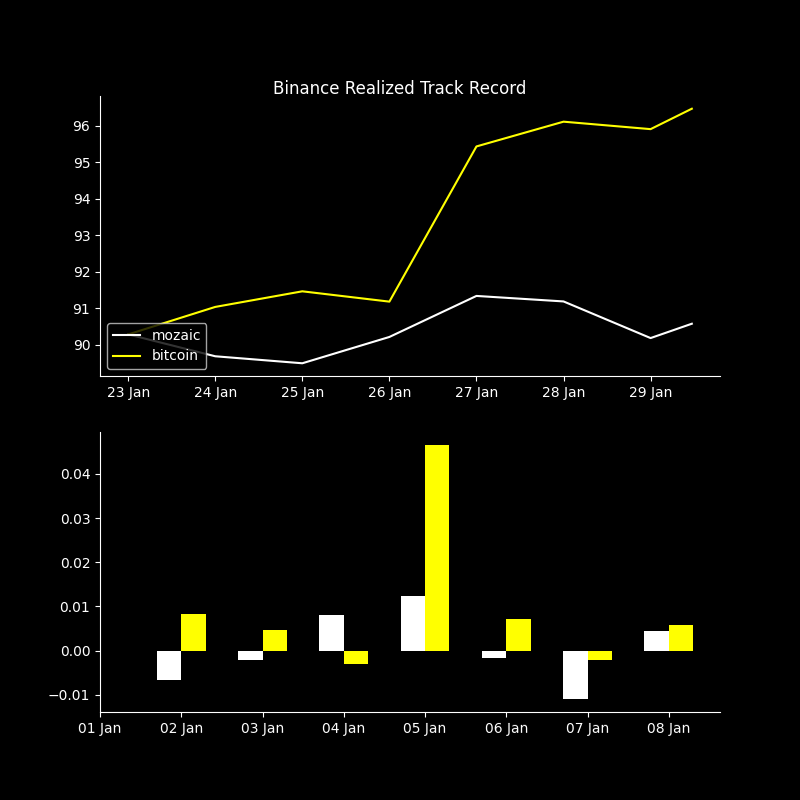 Binance Realized Track Record
96
95
94
93
92
91
90
mozaic
bitcoin
23 Jan 24 Jan 25 Jan 26 Jan 27 Jan 28 Jan 29 Jan
0.04
0.03
0.02
0.01
0.00
−0.01
01 Jan 02 Jan 03 Jan 04 Jan 05 Jan 06 Jan 07 Jan 08 Jan